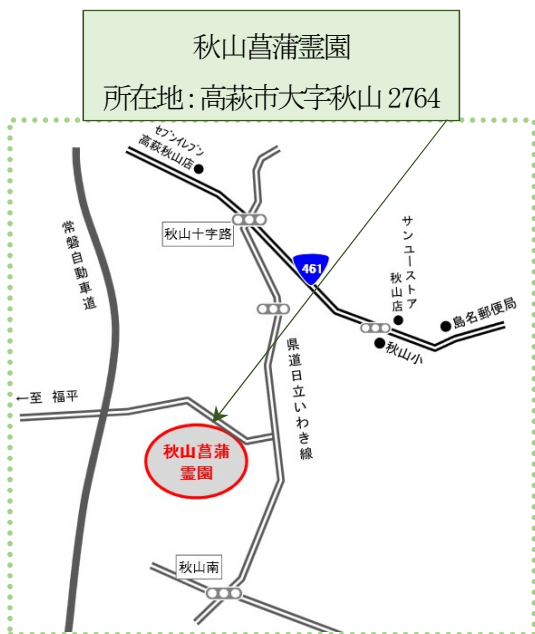 秋山菖蒲霊園
所在地：高萩市大字秋山 2764
セブンイレブン
高萩秋山店
常磐自動車道
秋山十字路
461
サンユーストア
秋山店
島名郵便局
秋山小
県道日立いわき線
←至 福平
秋山菖蒲
霊園
秋山南